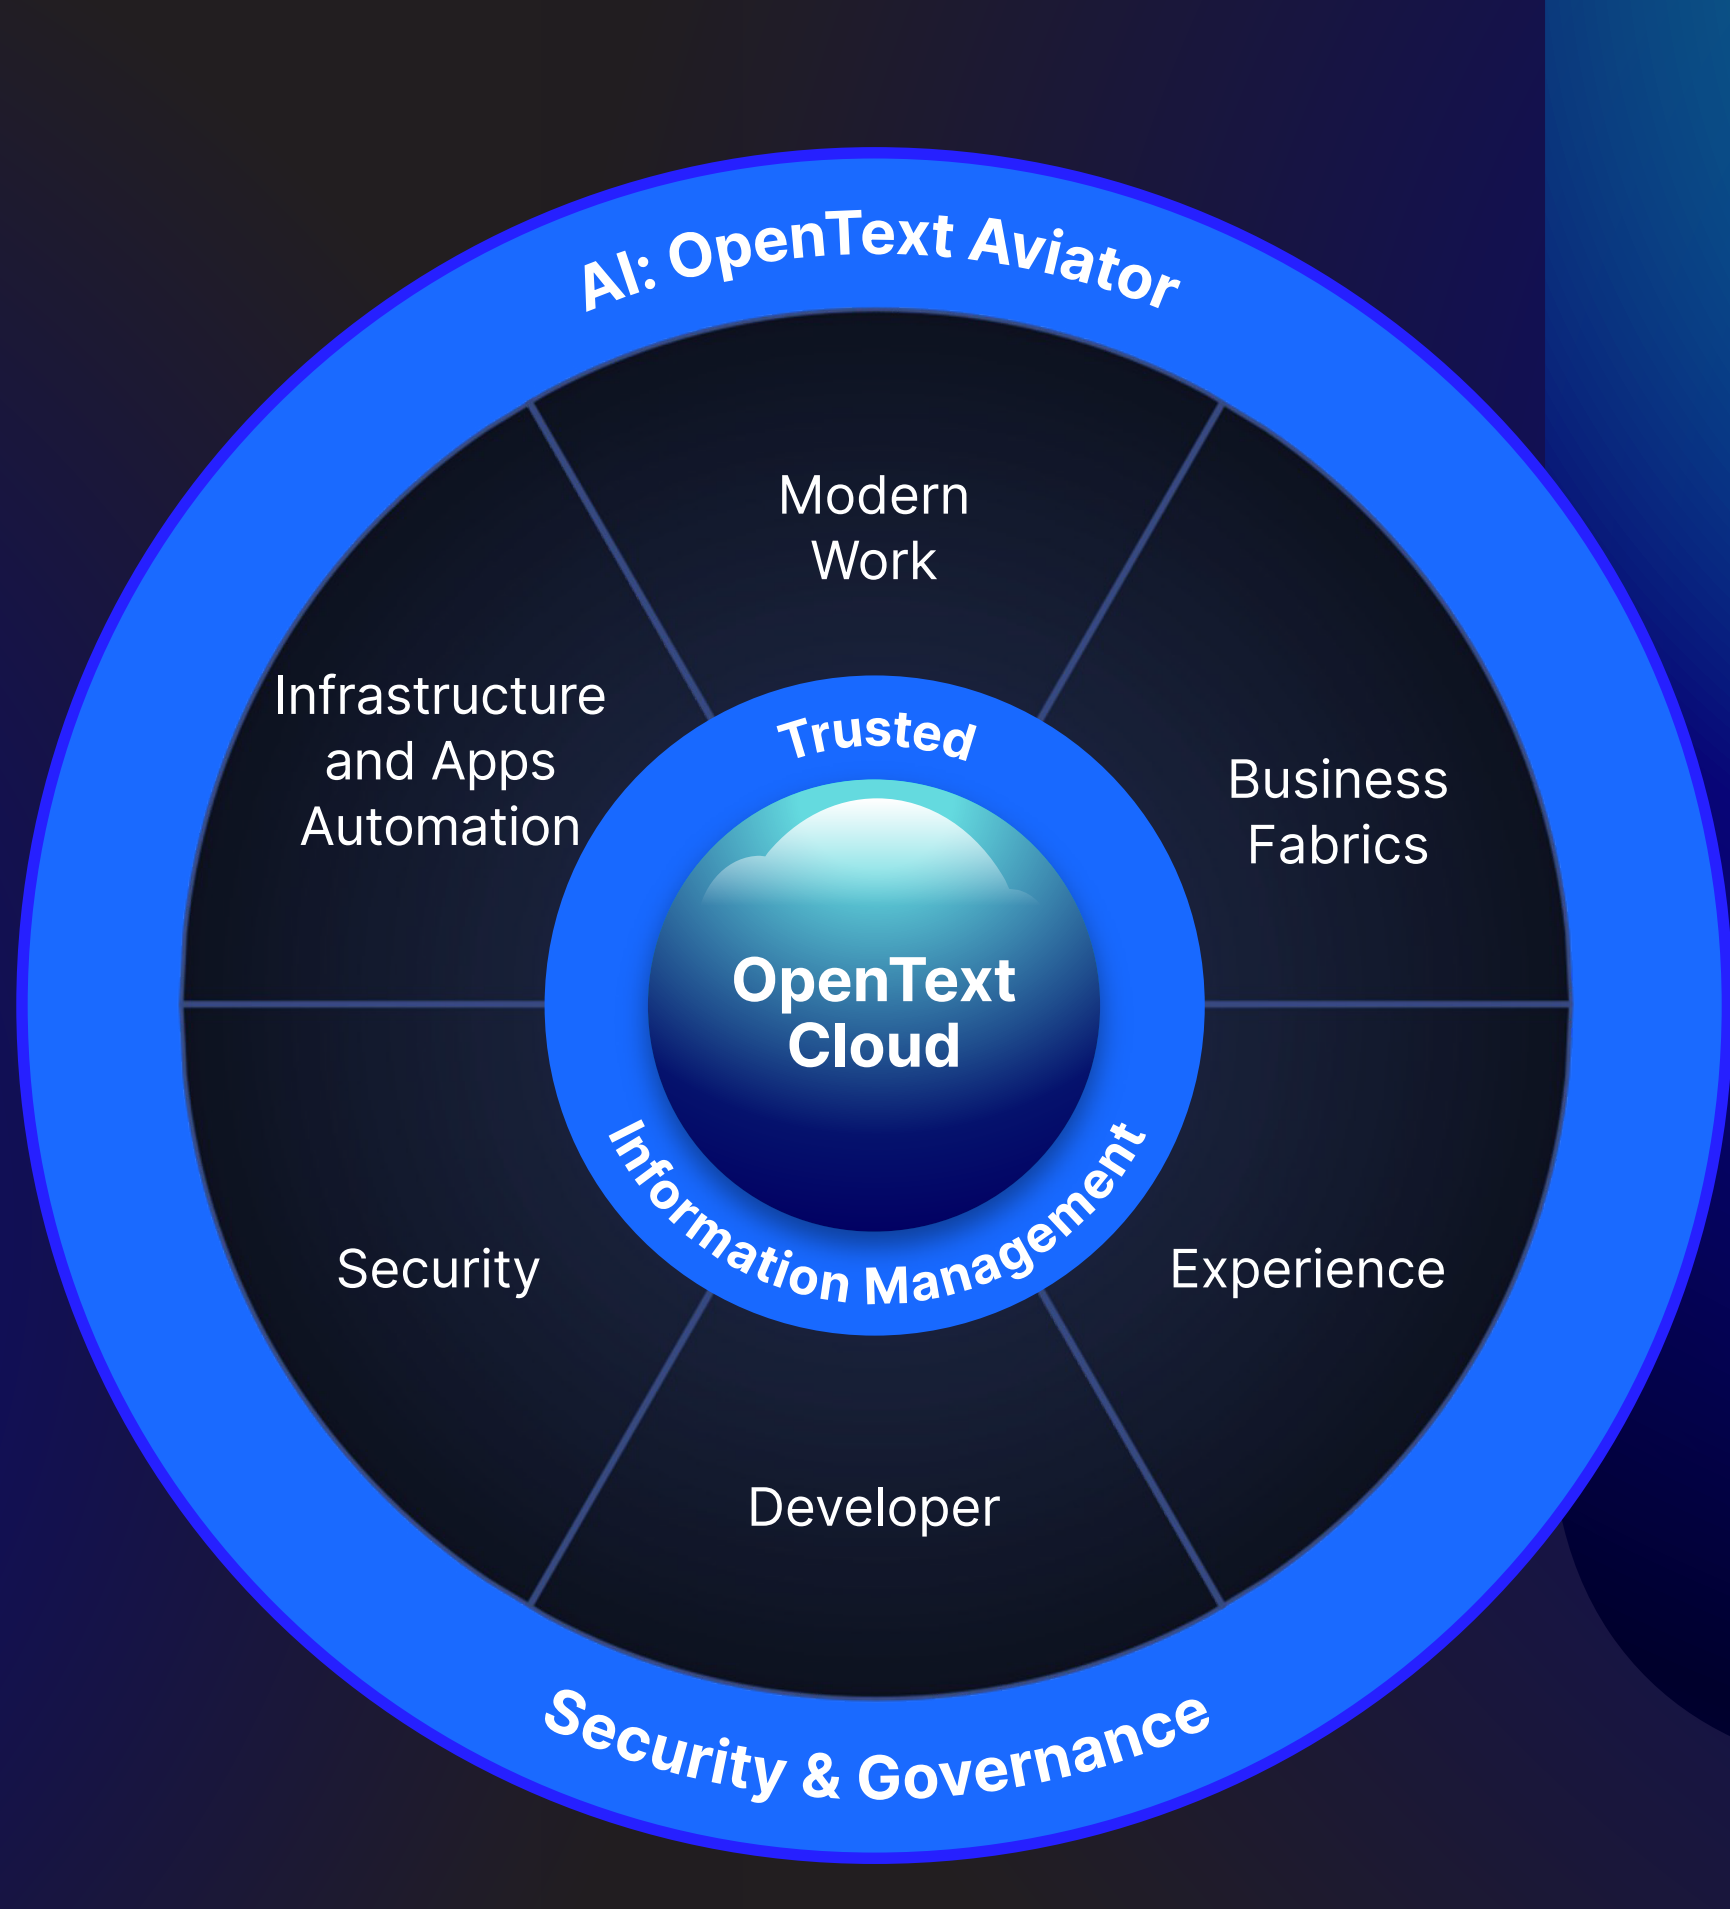 AI: OpenText Aviator
Modern
Work
Infrastructure
and Apps
Automation
Business
Fabrics
Trusted
OpenText
Cloud
Information Management
Security
Experience
Developer
Security & Governance